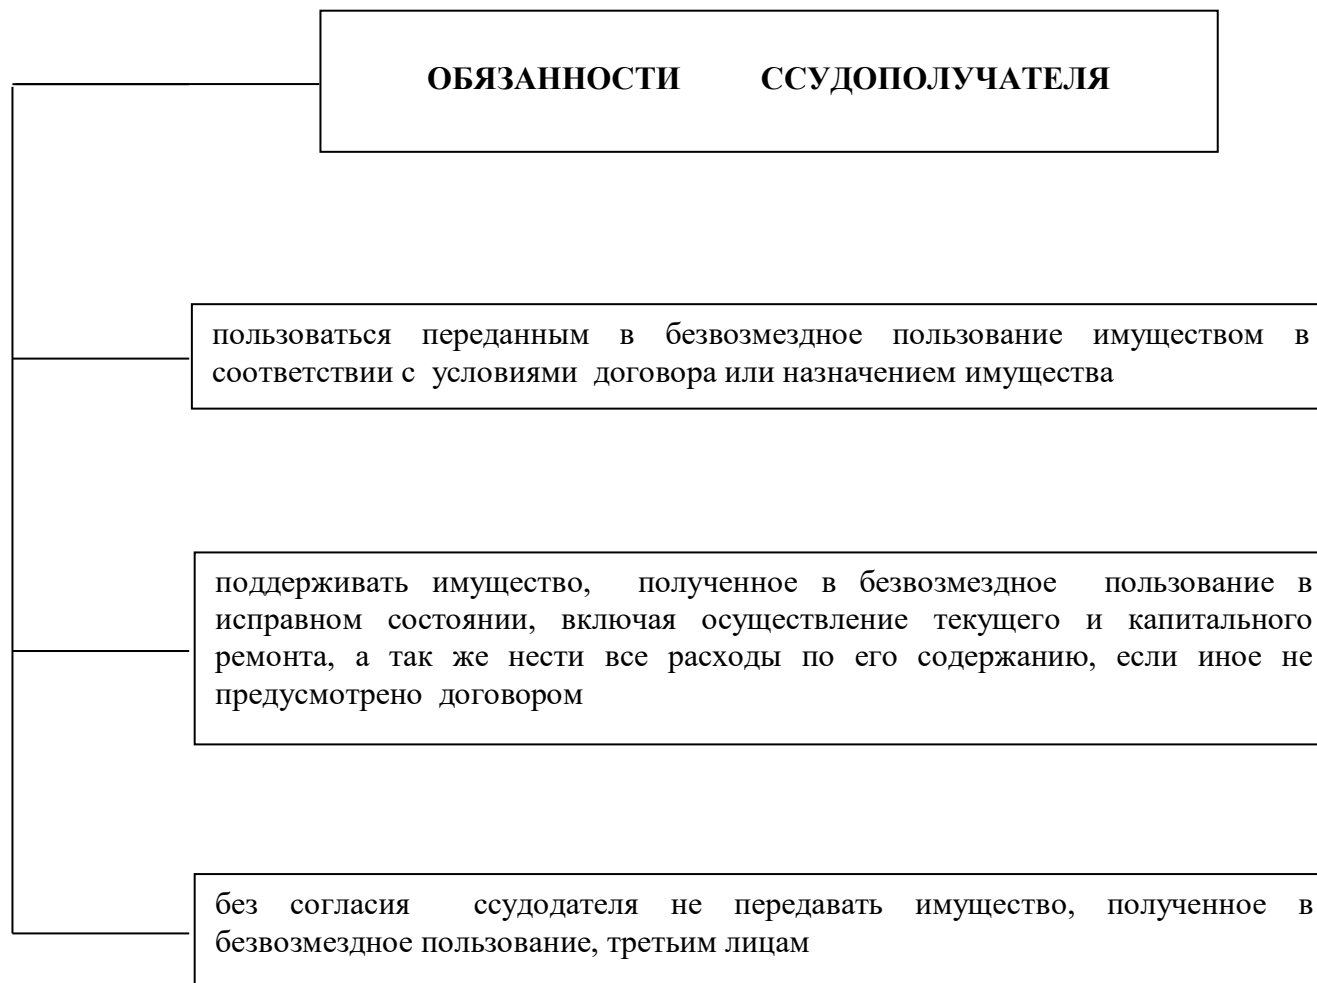 ОБЯЗАННОСТИ ССУДОПОЛУЧАТЕЛЯ
пользоваться переданным в безвозмездное пользование имуществом в
соответствии с условиями договора или назначением имущества
поддерживать имущество, полученное в безвозмездное пользование в
исправном состоянии, включая осуществление текущего и капитального
ремонта, а так же нести все расходы по его содержанию, если иное не
предусмотрено договором
без согласия ссудодателя не передавать имущество, полученное в
безвозмездное пользование, третьим лицам